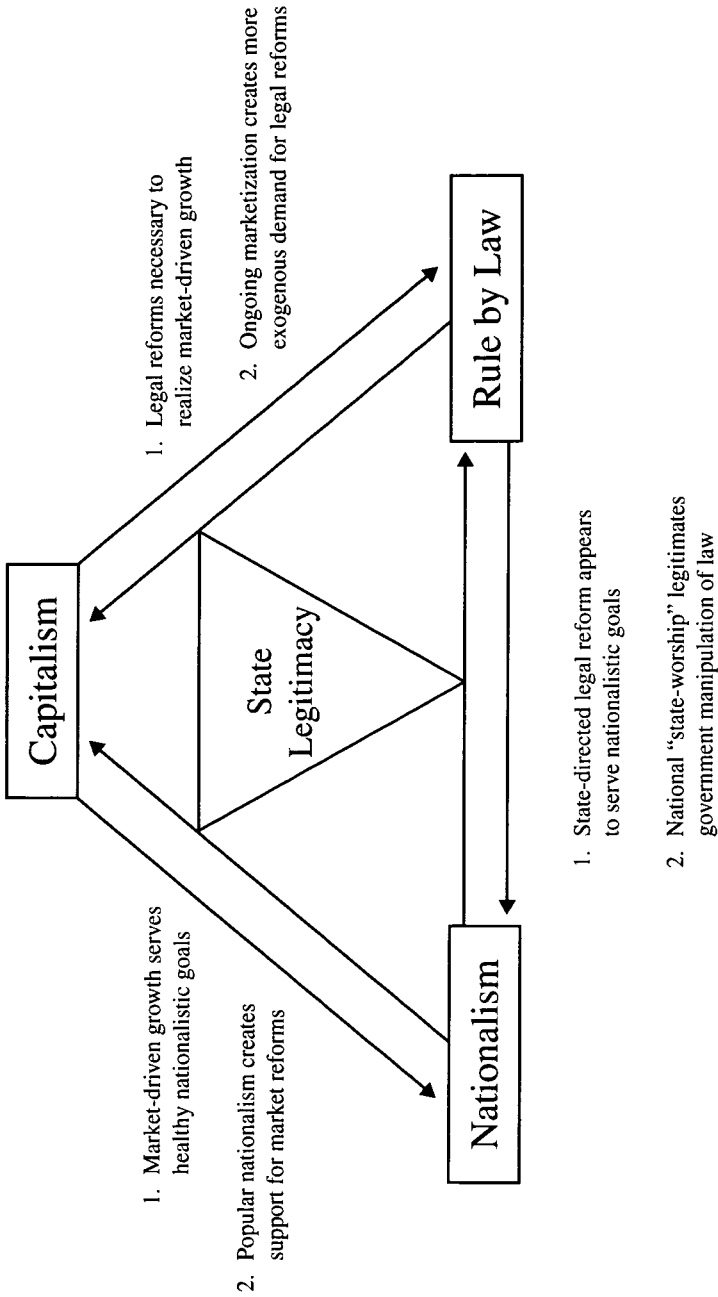 Capitalism
1. Market-driven growth serves
healthy nationalistic goals
2. Popular nationalism creates
support for market reforms
1. Legal reforms necessary to
realize market-driven growth
2. Ongoing marketization creates more
exogenous demand for legal reforms
State
Legitimacy
Nationalism
Rule by Law
1. State-directed legal reform appears
to serve nationalistic goals
2. National “state-worship” legitimates
government manipulation of law